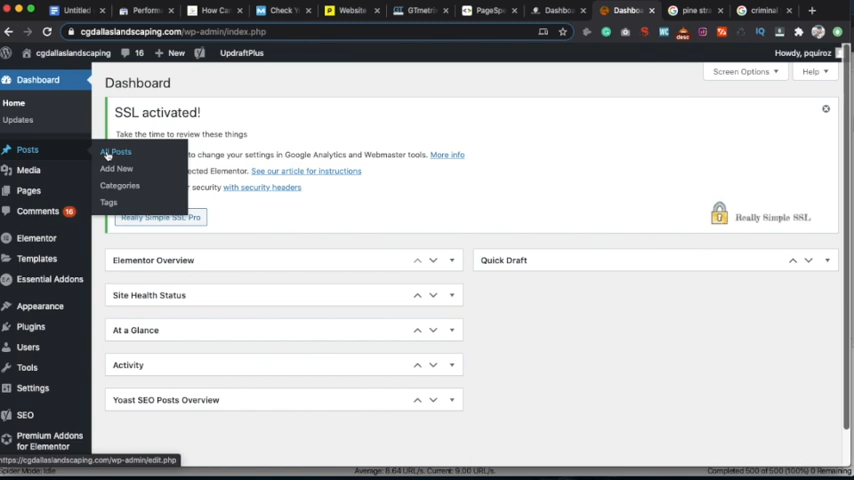 Untitled
Performa
How Can
Check Y
Website
GTmetri
PageSpe
Dashboa
Dashboa
pine stra
criminal
cgdallaslandscaping.com/wp-admin/index.php
cgdallaslandscaping 16 + New UpdraftPlus Howdy, pquiroz
Dashboard
Home
Updates
Posts
All Posts
Add New
Categories
Tags
Media
Pages
Comments 16
Elementor
Templates
Essential Addons
Appearance
Plugins
Users
Tools
Settings
SEO
Premium Addons
for Elementor
Dashboard
Screen Options Help
SSL activated!
Take the time to review these things
to change your settings in Google Analytics and Webmaster tools. More info
ected Elementor. See our article for instructions
r security with security headers
Really Simple SSL Pro
Really Simple SSL
Elementor Overview
Quick Draft
Site Health Status
At a Glance
Activity
Yoast SEO Posts Overview
https://cgdallaslandscaping.com/wp-admin/edit.php
Spider Mode: Idle Average: 8.64 URL/s. Current: 9.00 URL/s. Completed 500 of 500 (100%) 0 Remaining